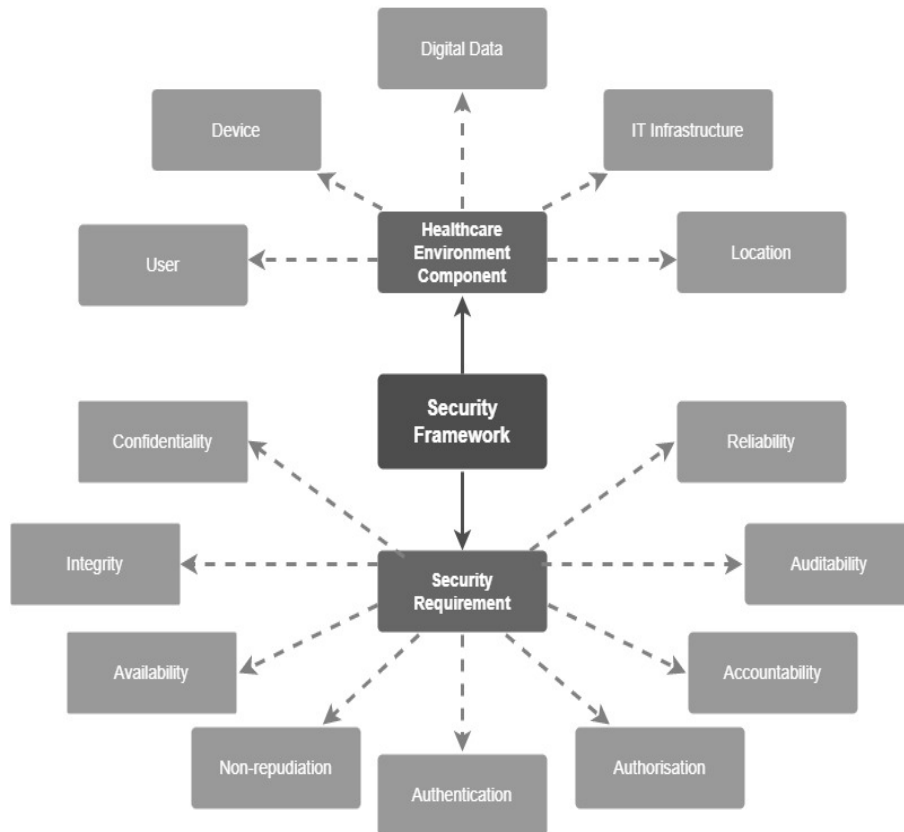 Digital Data
Device
IT Infrastructure
Healthcare
Environment
Component
User
Location
Security
Framework
Confidentiality
Reliability
Integrity
Security
Requirement
Auditability
Availability
Accountability
Non-repudiation
Authentication
Authorisation